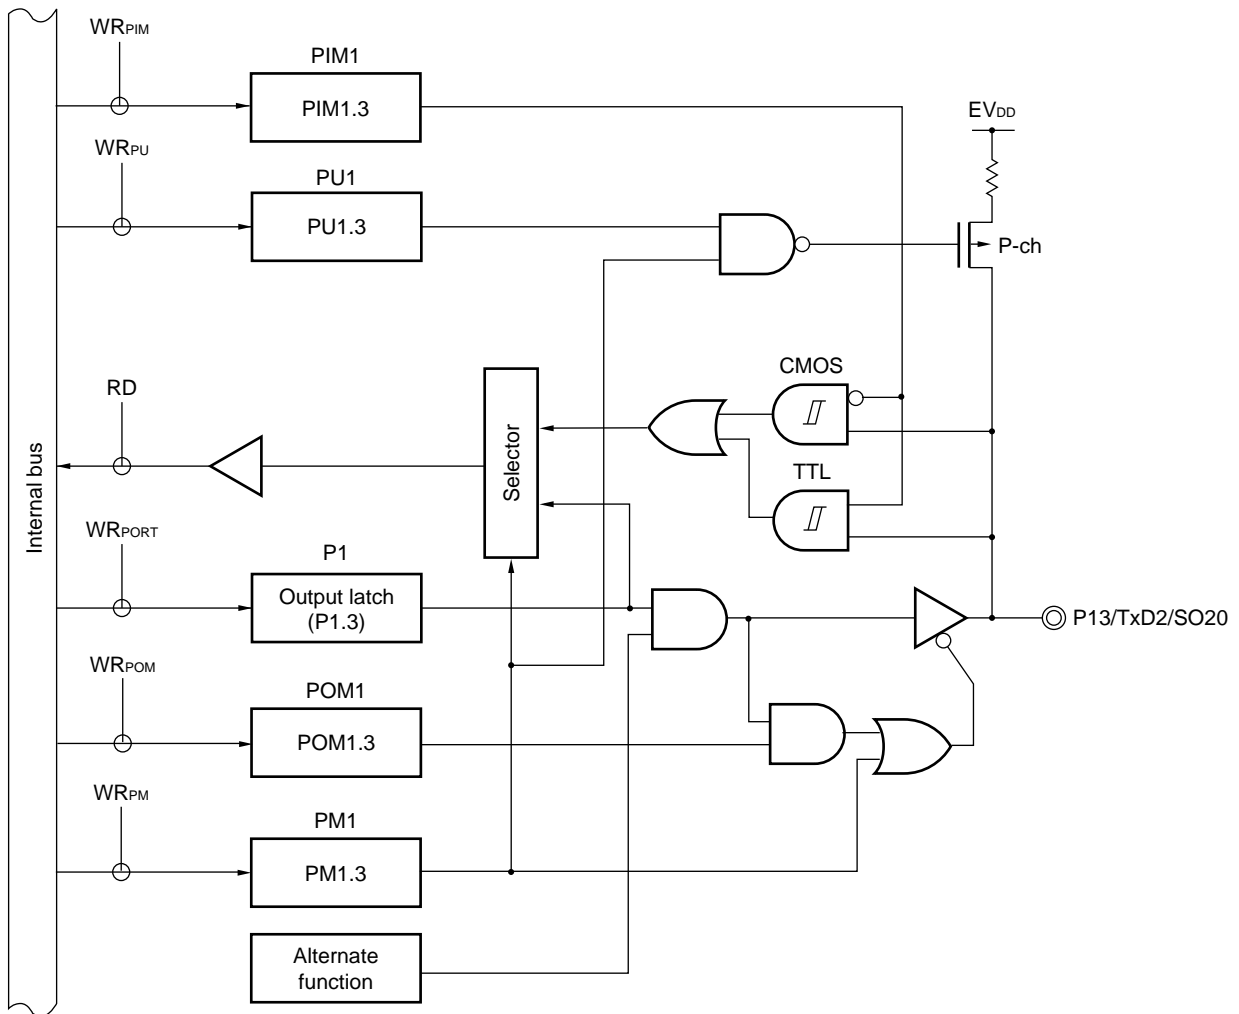 WRPIM
PIM1
PIM1.3
EVDD
WRPU
PU1
PU1.3
P-ch
CMOS
RD
Selector
TTL
Internal bus
WRPORT
P1
Output latch
(P1.3)
P13/TxD2/SO20
WRPOM
POM1
POM1.3
WRPM
PM1
PM1.3
Alternate
function